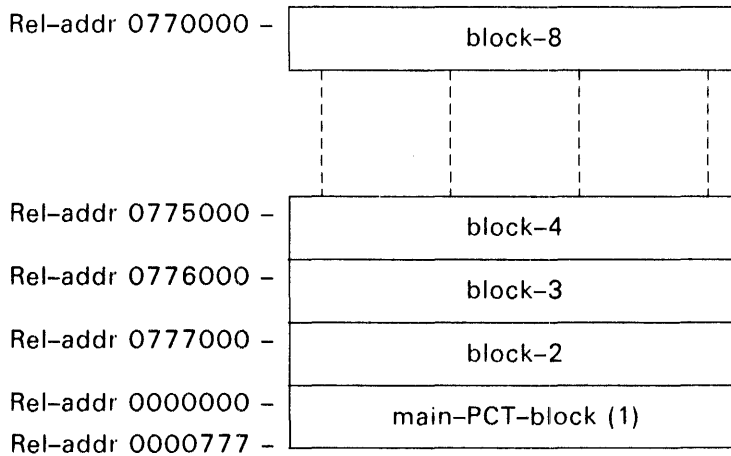 Rel-addr 0770000 - block-8
Rel-addr 0775000 - block-4
Rel-addr 0776000 - block-3
Rel-addr 0777000 - block-2
Rel-addr 0000000 - main-PCT-block (1)
Rel-addr 0000777 -